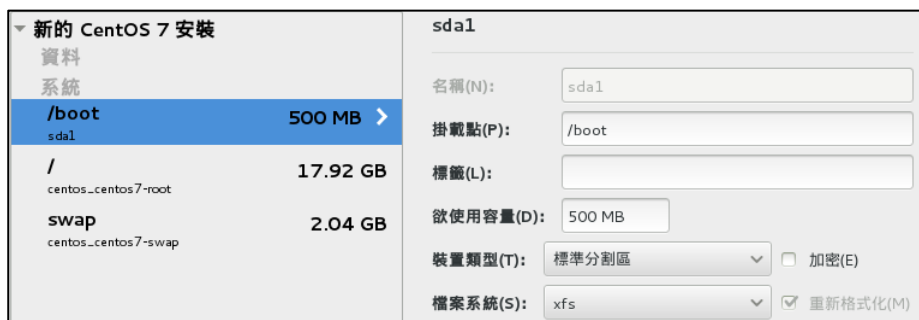 新的 CentOS 7 安裝
資料
系統
/boot
500 MB
sda1
/
17.92 GB
centos_centos7-root
swap
2.04 GB
centos_centos7-swap
sda1
名稱(N):
sda1
掛載點(P):
/boot
標籤(L):
欲使用容量(D):
500 MB
裝置類型(T):
標準分割區
加密(E)
檔案系統(S):
xfs
重新格式化(M)